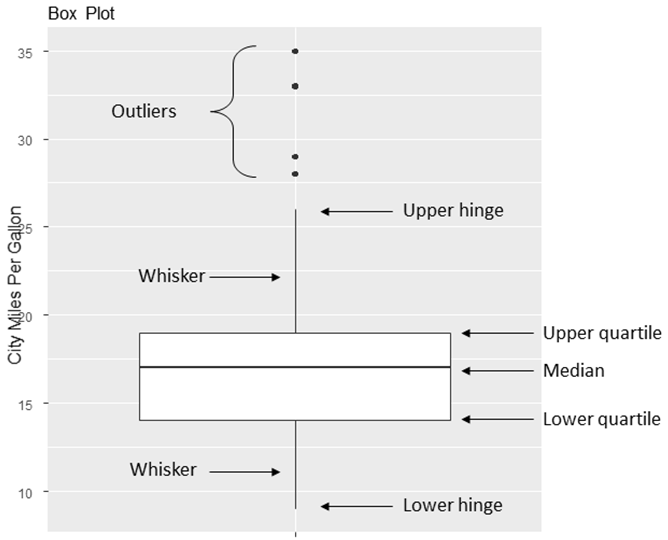 Box Plot
35
Outliers
30
Upper hinge
25
Whisker
City Miles Per Gallon
20
Upper quartile
Median
15
Lower quartile
Whisker
10
Lower hinge